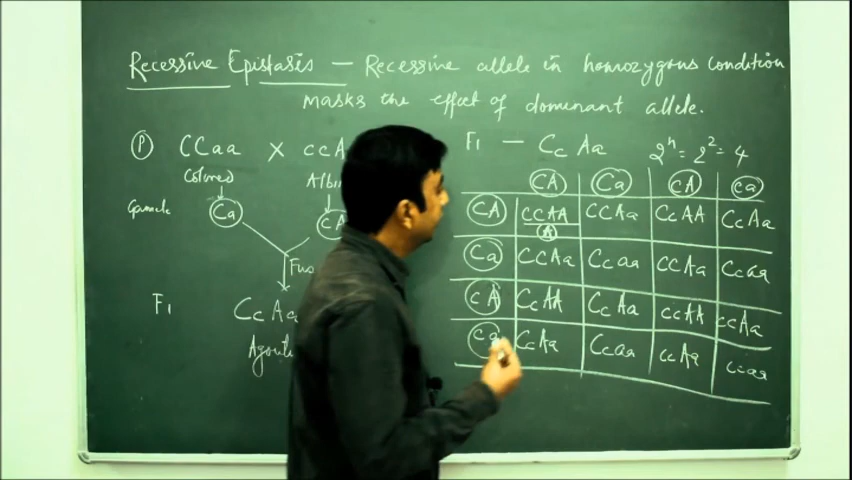 Recessive Epistasis — Recessive allele in homozygous condition
masks the effect of dominant allele.
P CCaa X ccA
Colored
Gamete Ca CA
F1 CcAa
F1 — CcAa 2ⁿ = 2² = 4
CA Ca cA ca
CA CCAA CCAa CcAA CcAa
A
Ca CCAa CCaa CcAa Ccaa
cA CcAA CcAa ccAA ccAa
ca CcAa Ccaa ccAa ccaa